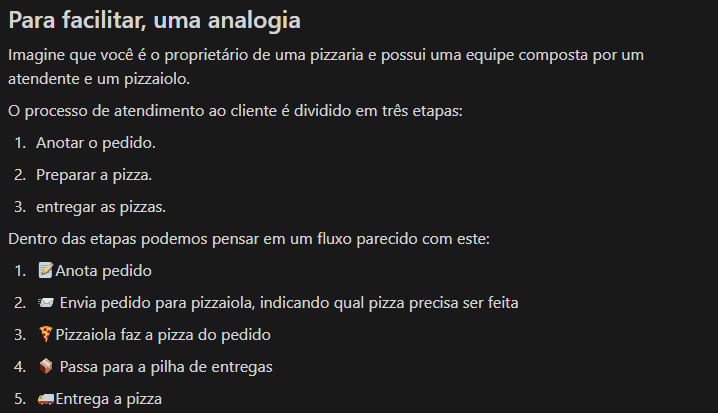 Para facilitar, uma analogia
Imagine que você é o proprietário de uma pizzaria e possui uma equipe composta por um
atendente e um pizzaiolo.
O processo de atendimento ao cliente é dividido em três etapas:
1. Anotar o pedido.
2. Preparar a pizza.
3. entregar as pizzas.
Dentro das etapas podemos pensar em um fluxo parecido com este:
1. 📝Anota pedido
2. 📨 Envia pedido para pizzaiola, indicando qual pizza precisa ser feita
3. 🍕Pizzaiola faz a pizza do pedido
4. 📦 Passa para a pilha de entregas
5. 🚚Entrega a pizza